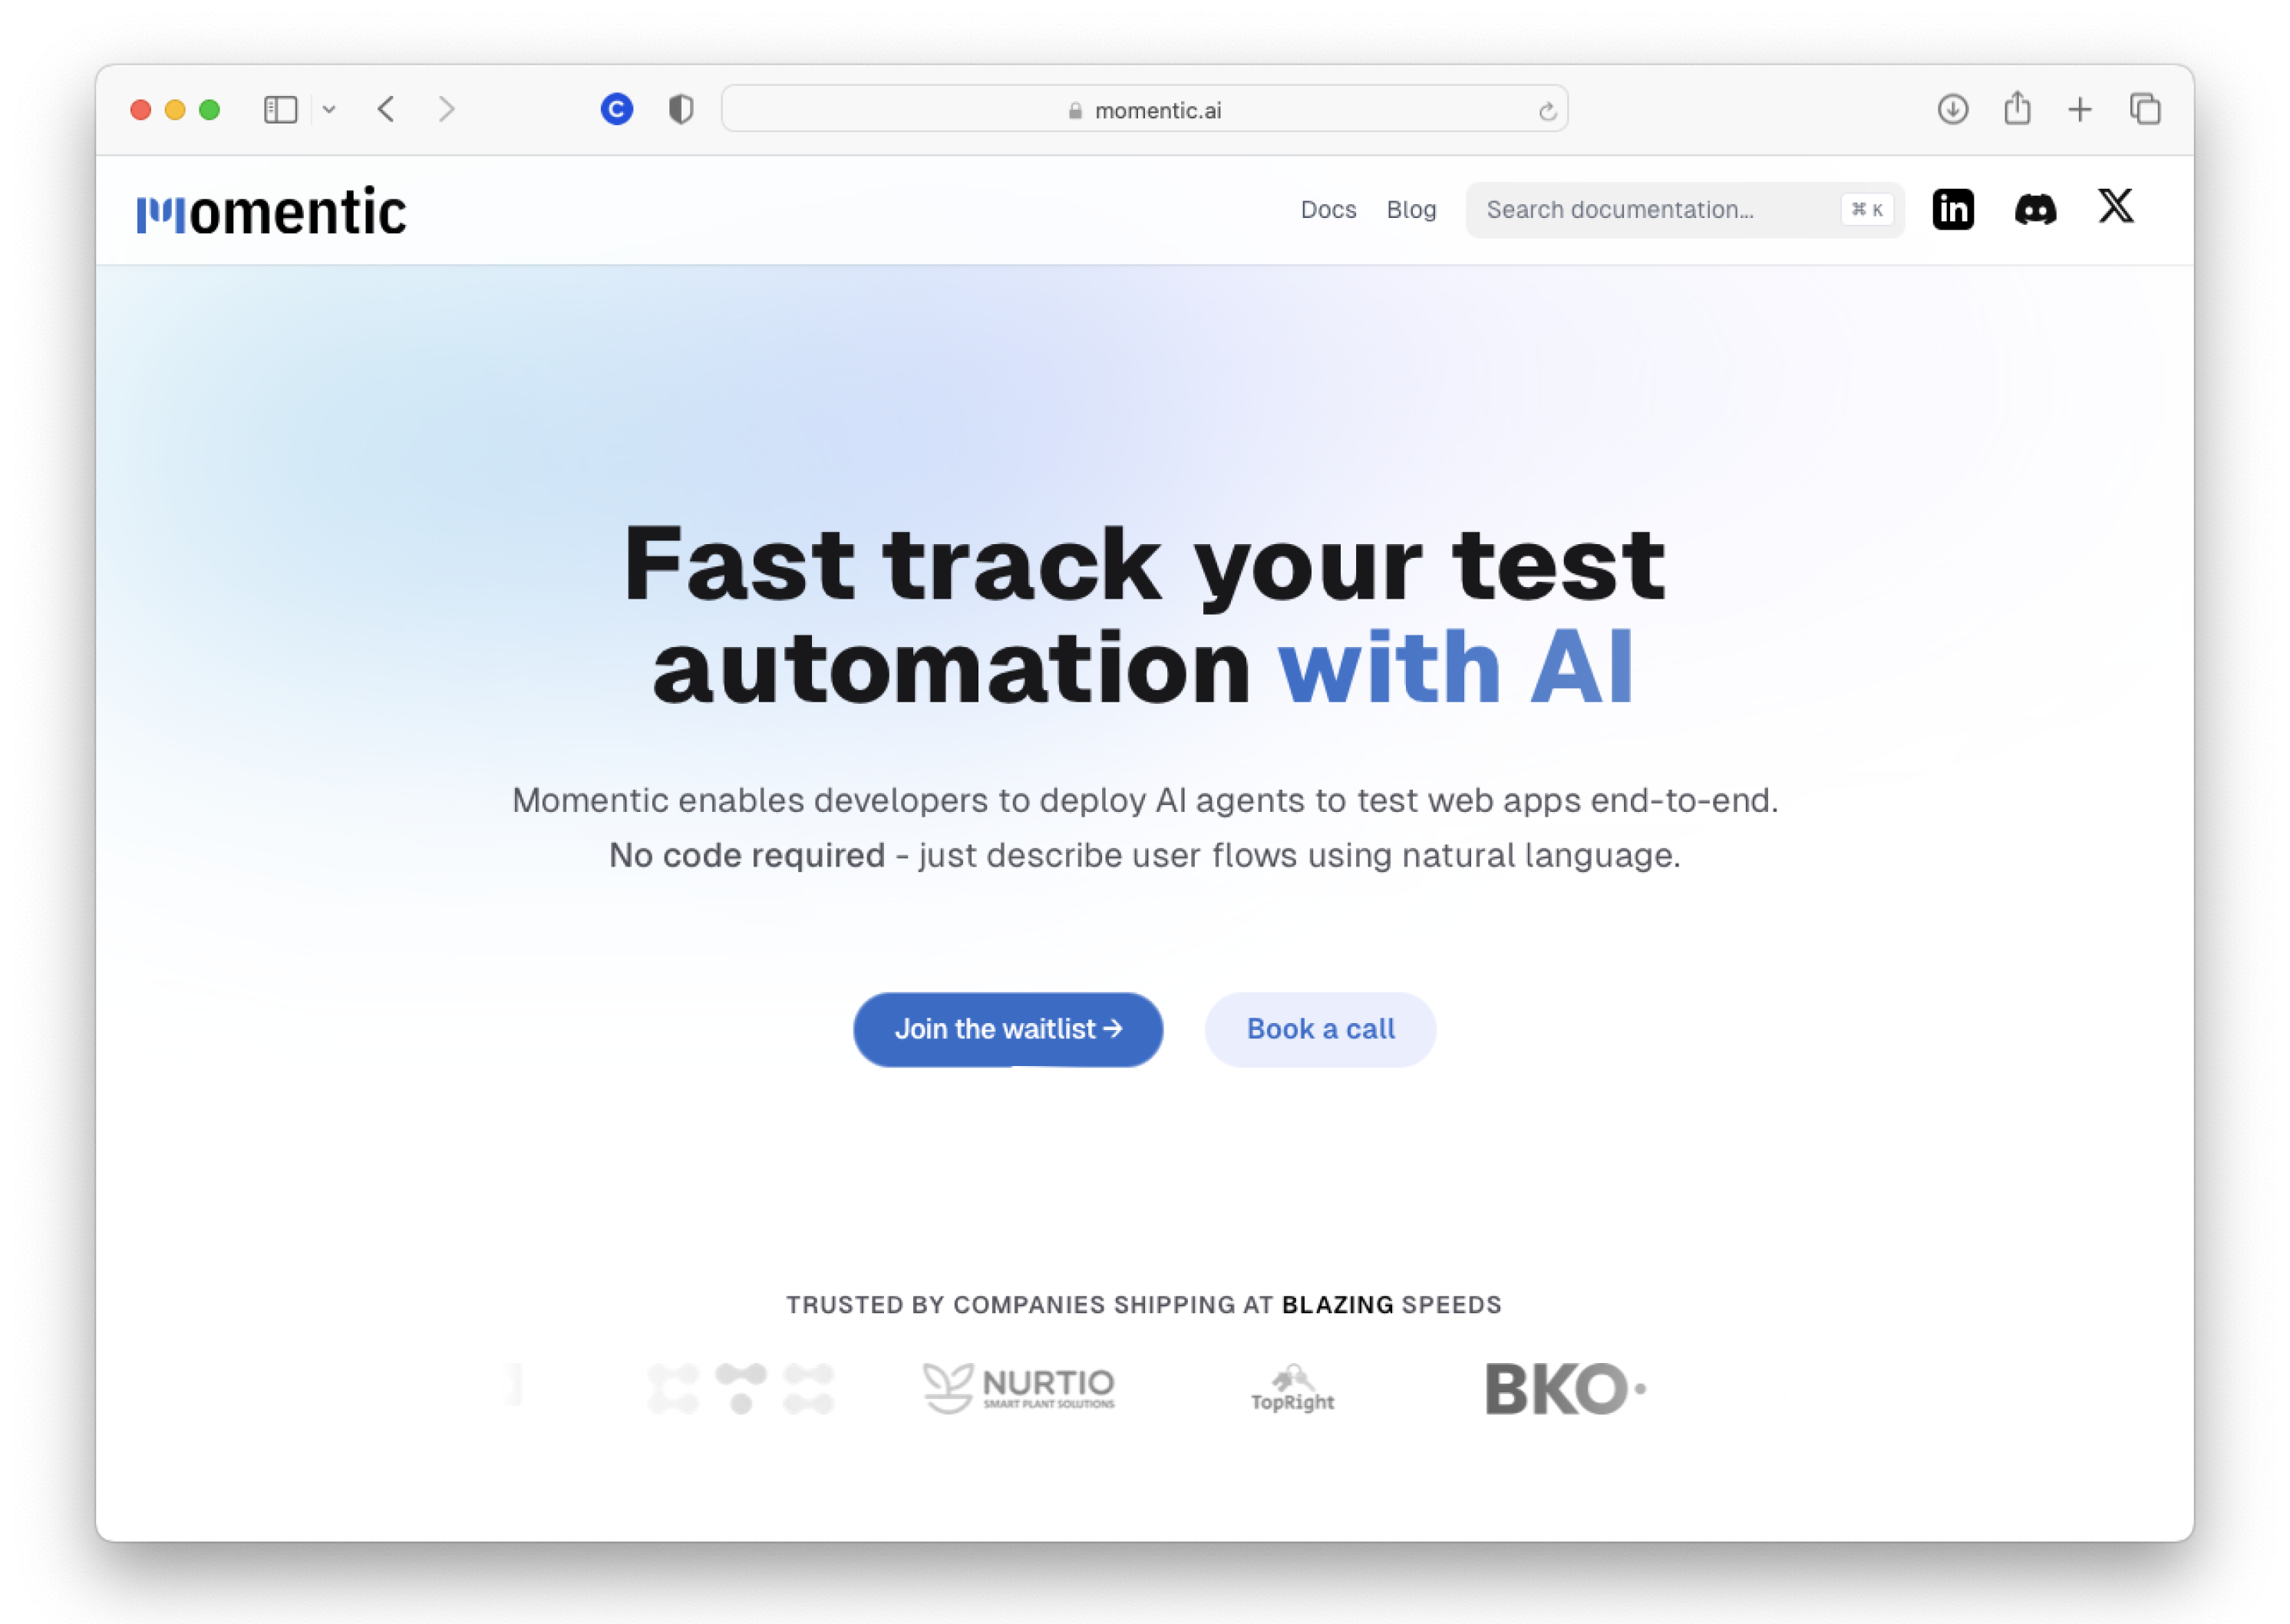 momentic.ai
Momentic
Docs Blog Search documentation... ⌘ K
Fast track your test
automation with AI
Momentic enables developers to deploy AI agents to test web apps end-to-end.
No code required - just describe user flows using natural language.
Join the waitlist → Book a call
TRUSTED BY COMPANIES SHIPPING AT BLAZING SPEEDS
NURTIO
SMART PLANT SOLUTIONS
TopRight
BKO